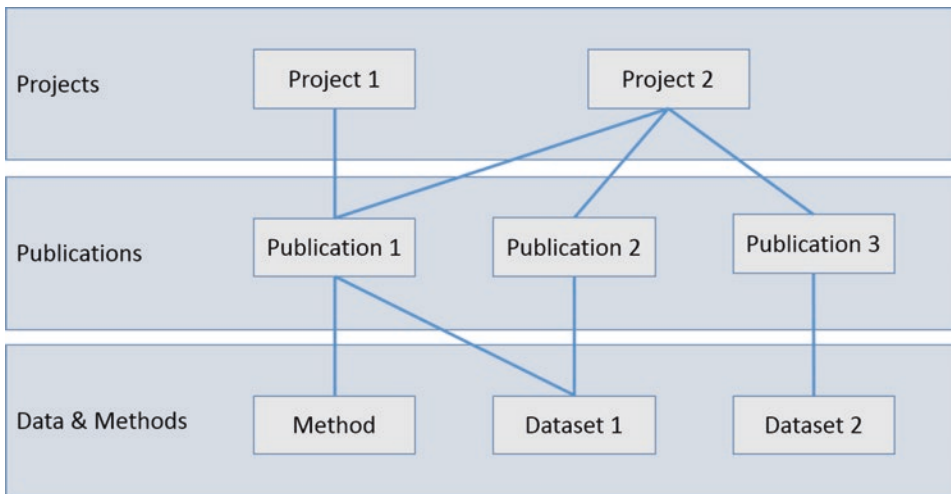 Projects
Project 1
Project 2
Publications
Publication 1
Publication 2
Publication 3
Data & Methods
Method
Dataset 1
Dataset 2